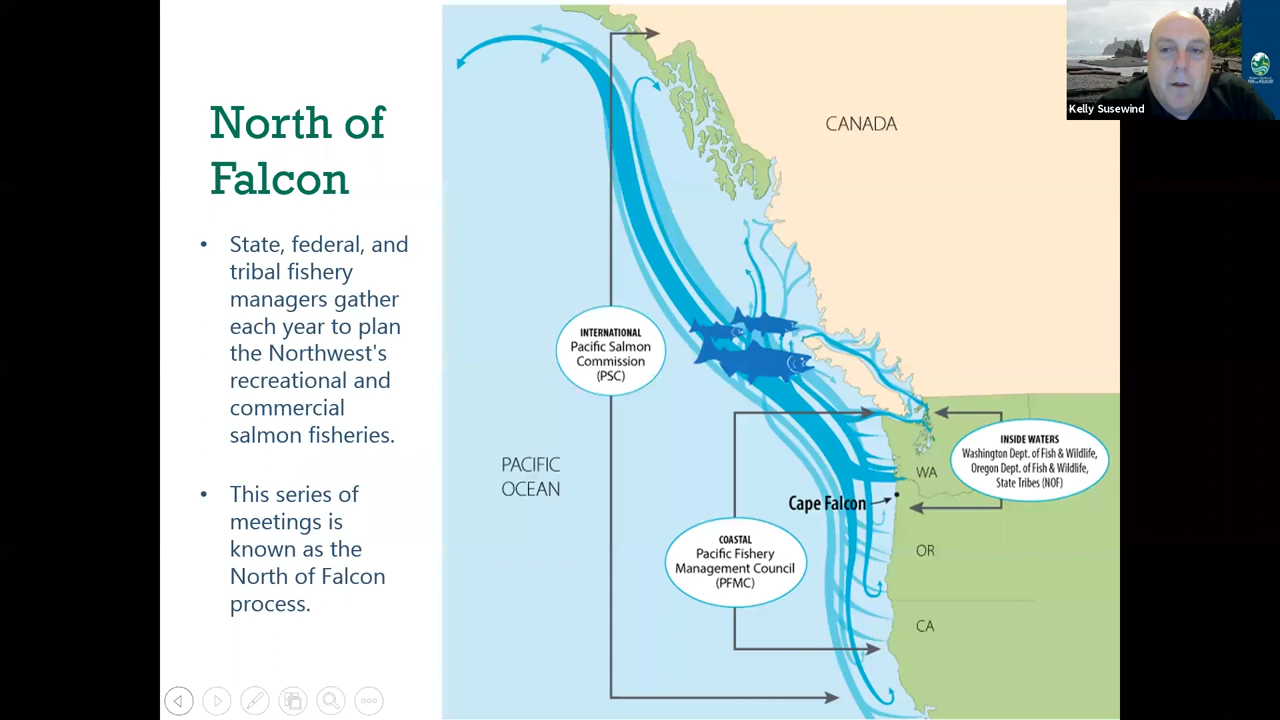 North of
Falcon
• State, federal, and
tribal fishery
managers gather
each year to plan
the Northwest's
recreational and
commercial
salmon fisheries.
• This series of
meetings is
known as the
North of Falcon
process.
CANADA
INTERNATIONAL
Pacific Salmon
Commission
(PSC)
PACIFIC
OCEAN
INSIDE WATERS
Washington Dept. of Fish & Wildlife,
Oregon Dept. of Fish & Wildlife,
State Tribes (NOF)
WA
Cape Falcon
COASTAL
Pacific Fishery
Management Council
(PFMC)
OR
CA
Kelly Susewind